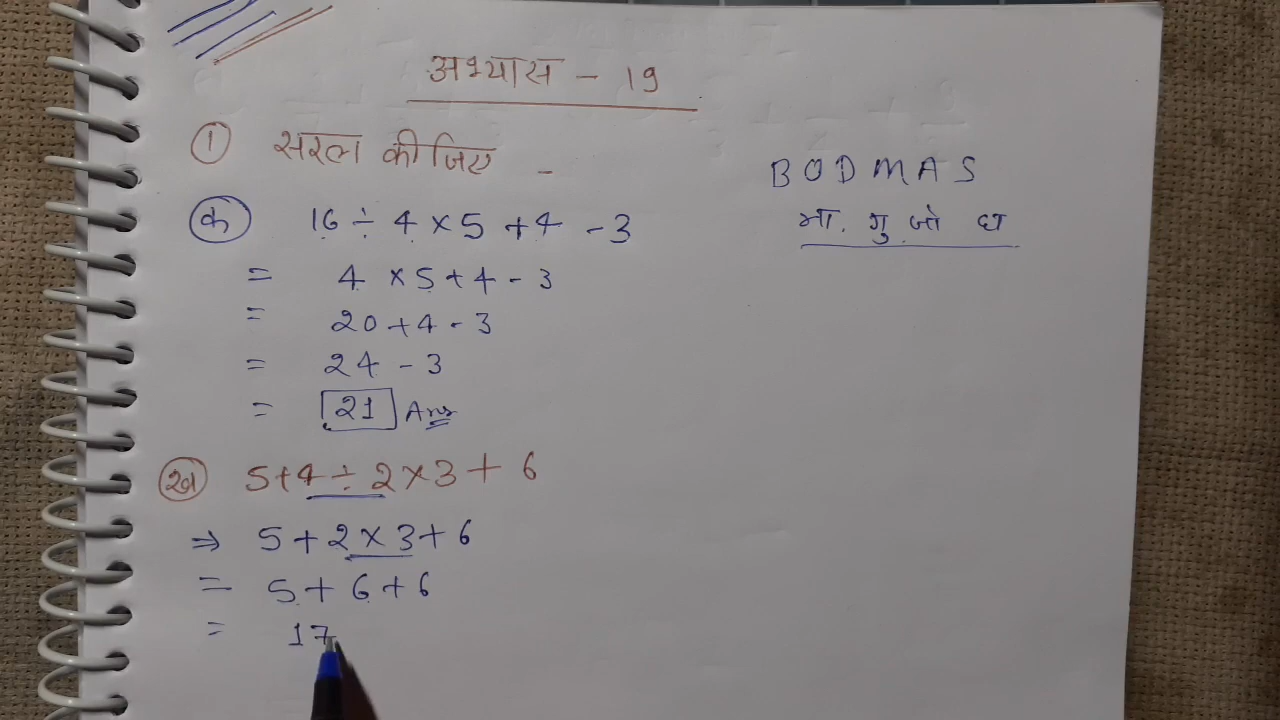 अभ्यास - 19
① सरल कीजिए -
BODMAS
भा. गु जो घ
(क) 16 ÷ 4 × 5 + 4 - 3
= 4 × 5 + 4 - 3
= 20 + 4 - 3
= 24 - 3
= 21 Ans
(ख) 5 + 4 ÷ 2 × 3 + 6
⇒ 5 + 2 × 3 + 6
= 5 + 6 + 6
= 17